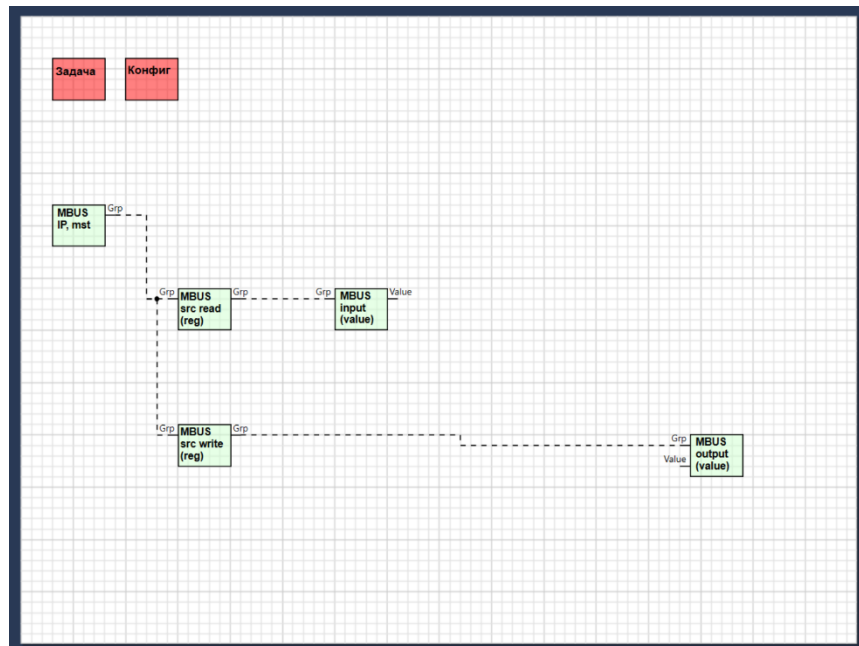 Задача
Конфиг
MBUS
IP, mst
Grp
Grp
MBUS
src read
(reg)
Grp
Grp
MBUS
input
(value)
Value
Grp
MBUS
src write
(reg)
Grp
Grp
Value
MBUS
output
(value)